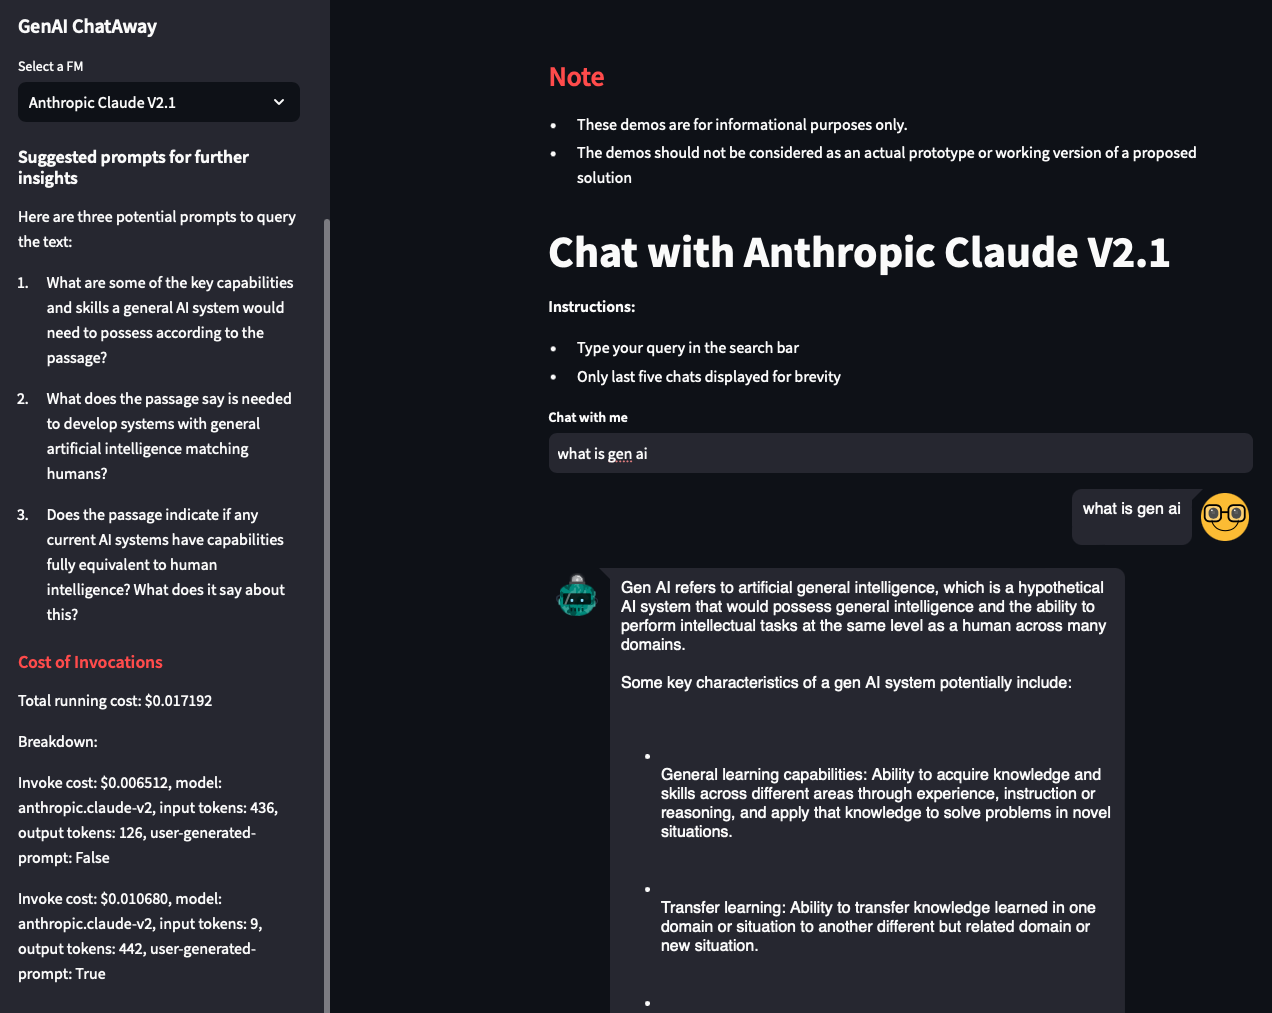 GenAI ChatAway
Select a FM
Anthropic Claude V2.1
Suggested prompts for further
insights
Here are three potential prompts to query
the text:
1. What are some of the key capabilities
and skills a general AI system would
need to possess according to the
passage?
2. What does the passage say is needed
to develop systems with general
artificial intelligence matching
humans?
3. Does the passage indicate if any
current AI systems have capabilities
fully equivalent to human
intelligence? What does it say about
this?
Cost of Invocations
Total running cost: $0.017192
Breakdown:
Invoke cost: $0.006512, model:
anthropic.claude-v2, input tokens: 436,
output tokens: 126, user-generated-
prompt: False
Invoke cost: $0.010680, model:
anthropic.claude-v2, input tokens: 9,
output tokens: 442, user-generated-
prompt: True
Note
• These demos are for informational purposes only.
• The demos should not be considered as an actual prototype or working version of a proposed
solution
Chat with Anthropic Claude V2.1
Instructions:
• Type your query in the search bar
• Only last five chats displayed for brevity
Chat with me
what is gen ai
what is gen ai
Gen AI refers to artificial general intelligence, which is a hypothetical
AI system that would possess general intelligence and the ability to
perform intellectual tasks at the same level as a human across many
domains.
Some key characteristics of a gen AI system potentially include:
•
General learning capabilities: Ability to acquire knowledge and
skills across different areas through experience, instruction or
reasoning, and apply that knowledge to solve problems in novel
situations.
•
Transfer learning: Ability to transfer knowledge learned in one
domain or situation to another different but related domain or
new situation.
•